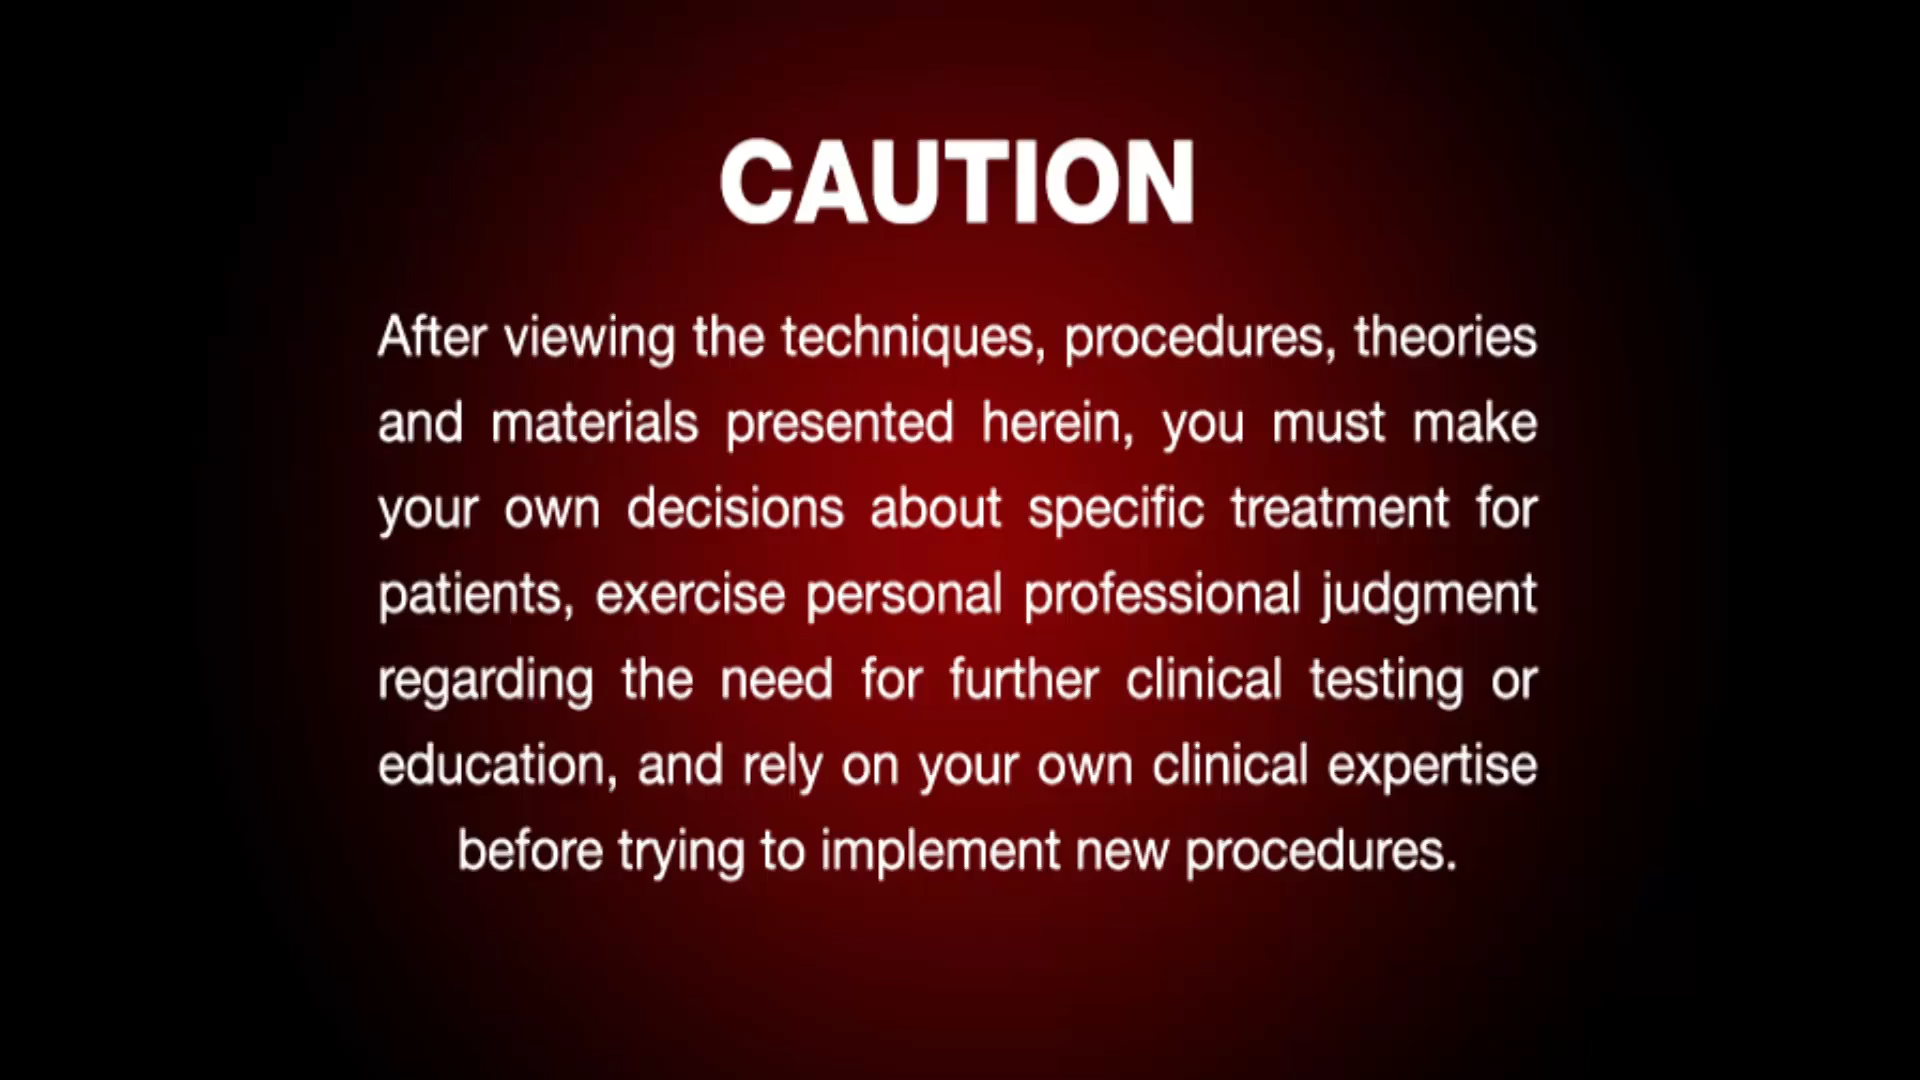 CAUTION
After viewing the techniques, procedures, theories
and materials presented herein, you must make
your own decisions about specific treatment for
patients, exercise personal professional judgment
regarding the need for further clinical testing or
education, and rely on your own clinical expertise
before trying to implement new procedures.